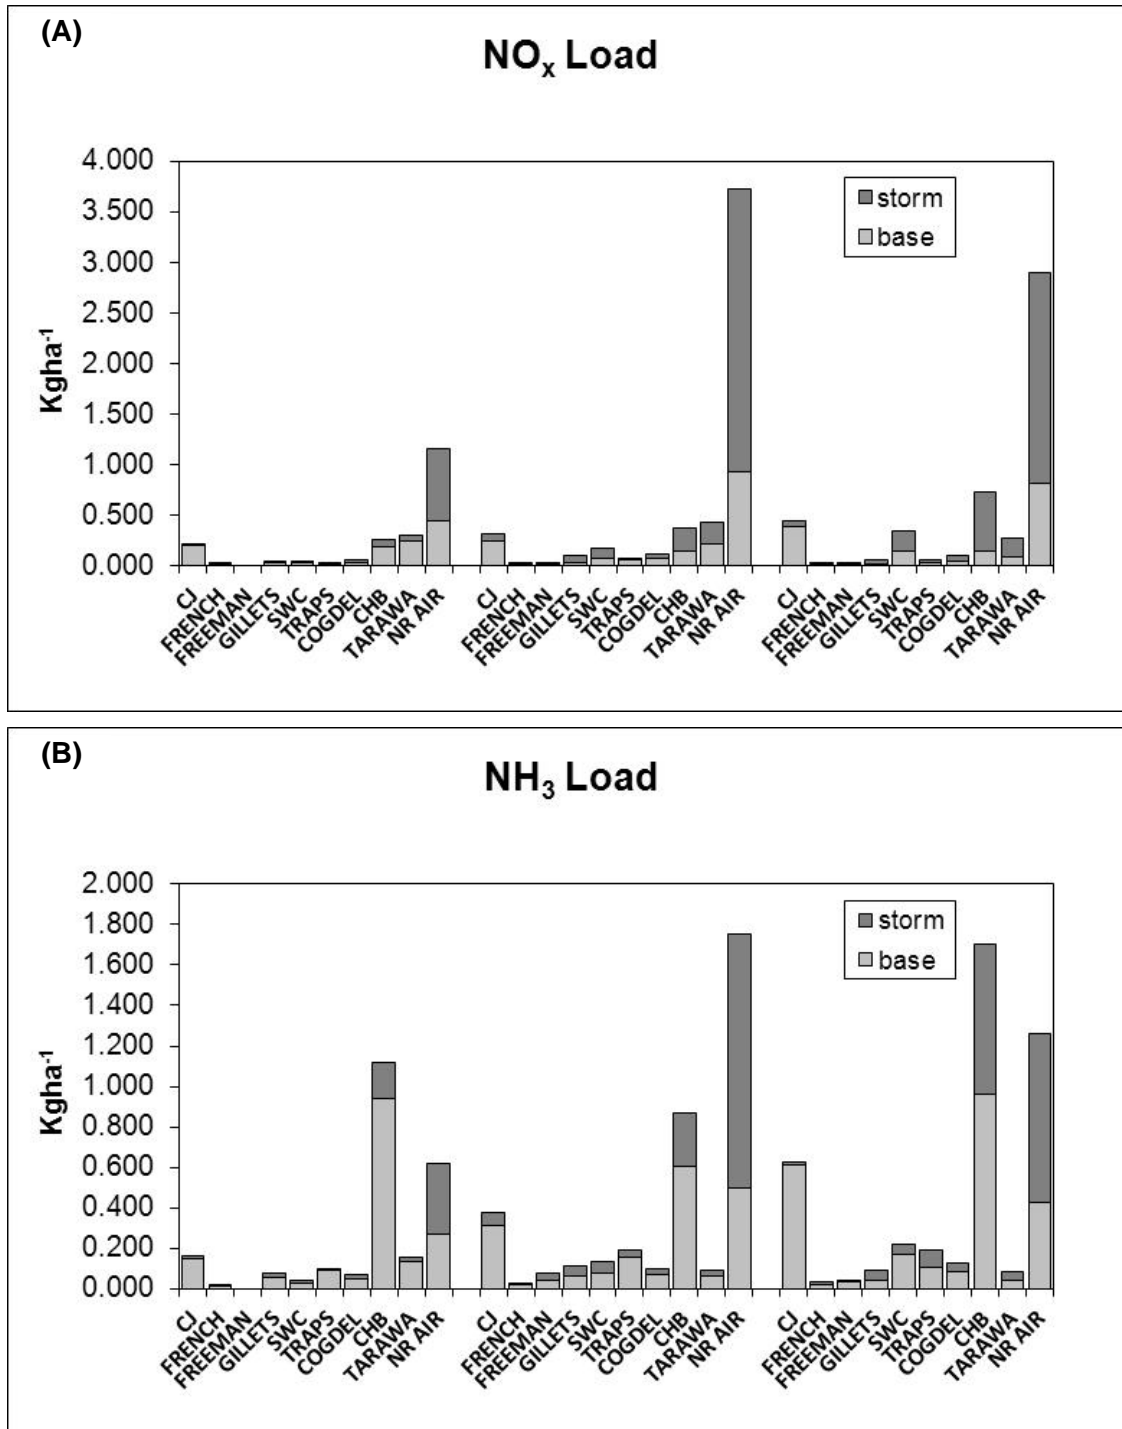 (A)
NOx Load
4.000
3.500
3.000
2.500
2.000
1.500
1.000
0.500
0.000
Kgha-1
storm
base
CJ
FRENCH
FREEMAN
GILLETS
SWC
TRAPS
COGDEL
CHB
TARAWA
NR AIR
CJ
FRENCH
FREEMAN
GILLETS
SWC
TRAPS
COGDEL
CHB
TARAWA
NR AIR
CJ
FRENCH
FREEMAN
GILLETS
SWC
TRAPS
COGDEL
CHB
TARAWA
NR AIR
(B)
NH3 Load
2.000
1.800
1.600
1.400
1.200
1.000
0.800
0.600
0.400
0.200
0.000
Kgha-1
storm
base
CJ
FRENCH
FREEMAN
GILLETS
SWC
TRAPS
COGDEL
CHB
TARAWA
NR AIR
CJ
FRENCH
FREEMAN
GILLETS
SWC
TRAPS
COGDEL
CHB
TARAWA
NR AIR
CJ
FRENCH
FREEMAN
GILLETS
SWC
TRAPS
COGDEL
CHB
TARAWA
NR AIR